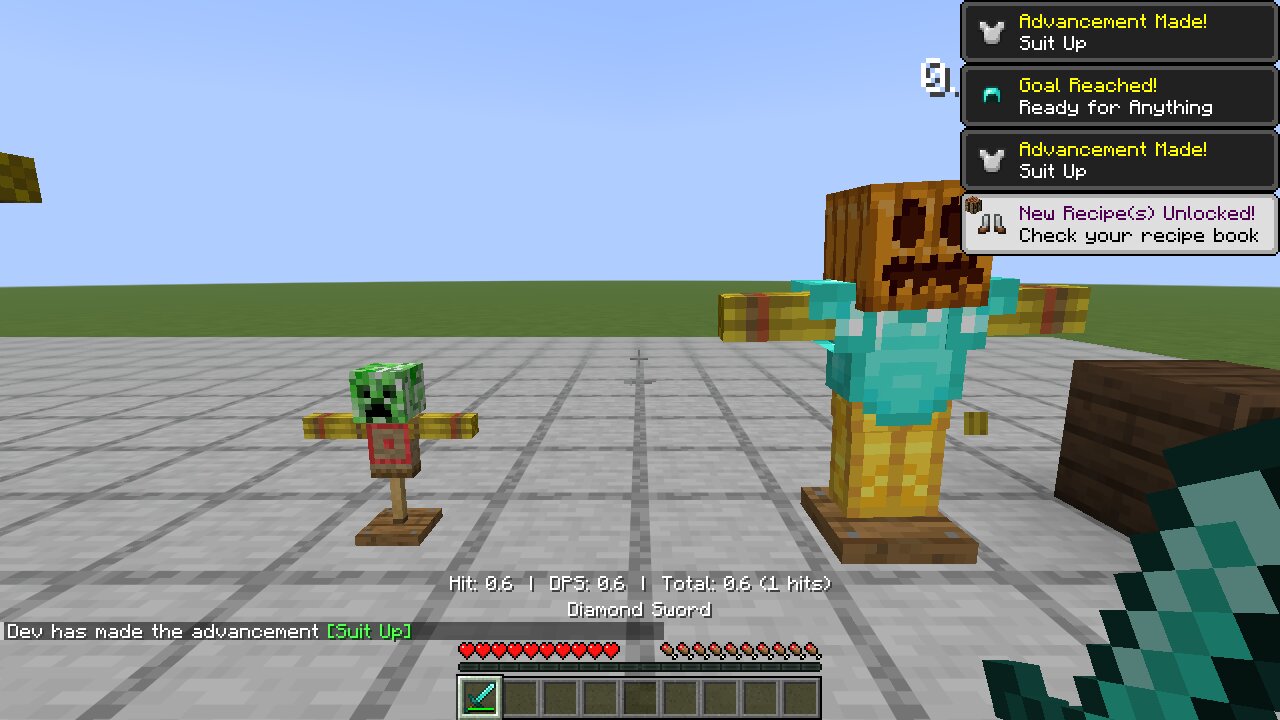 Advancement Made!
Suit Up
0.
Goal Reached!
Ready for Anything
Advancement Made!
Suit Up
New Recipe(s) Unlocked!
Check your recipe book
Hit: 0.6 | DPS: 0.6 | Total: 0.6 (1 hits)
Diamond Sword
Dev has made the advancement [Suit Up]